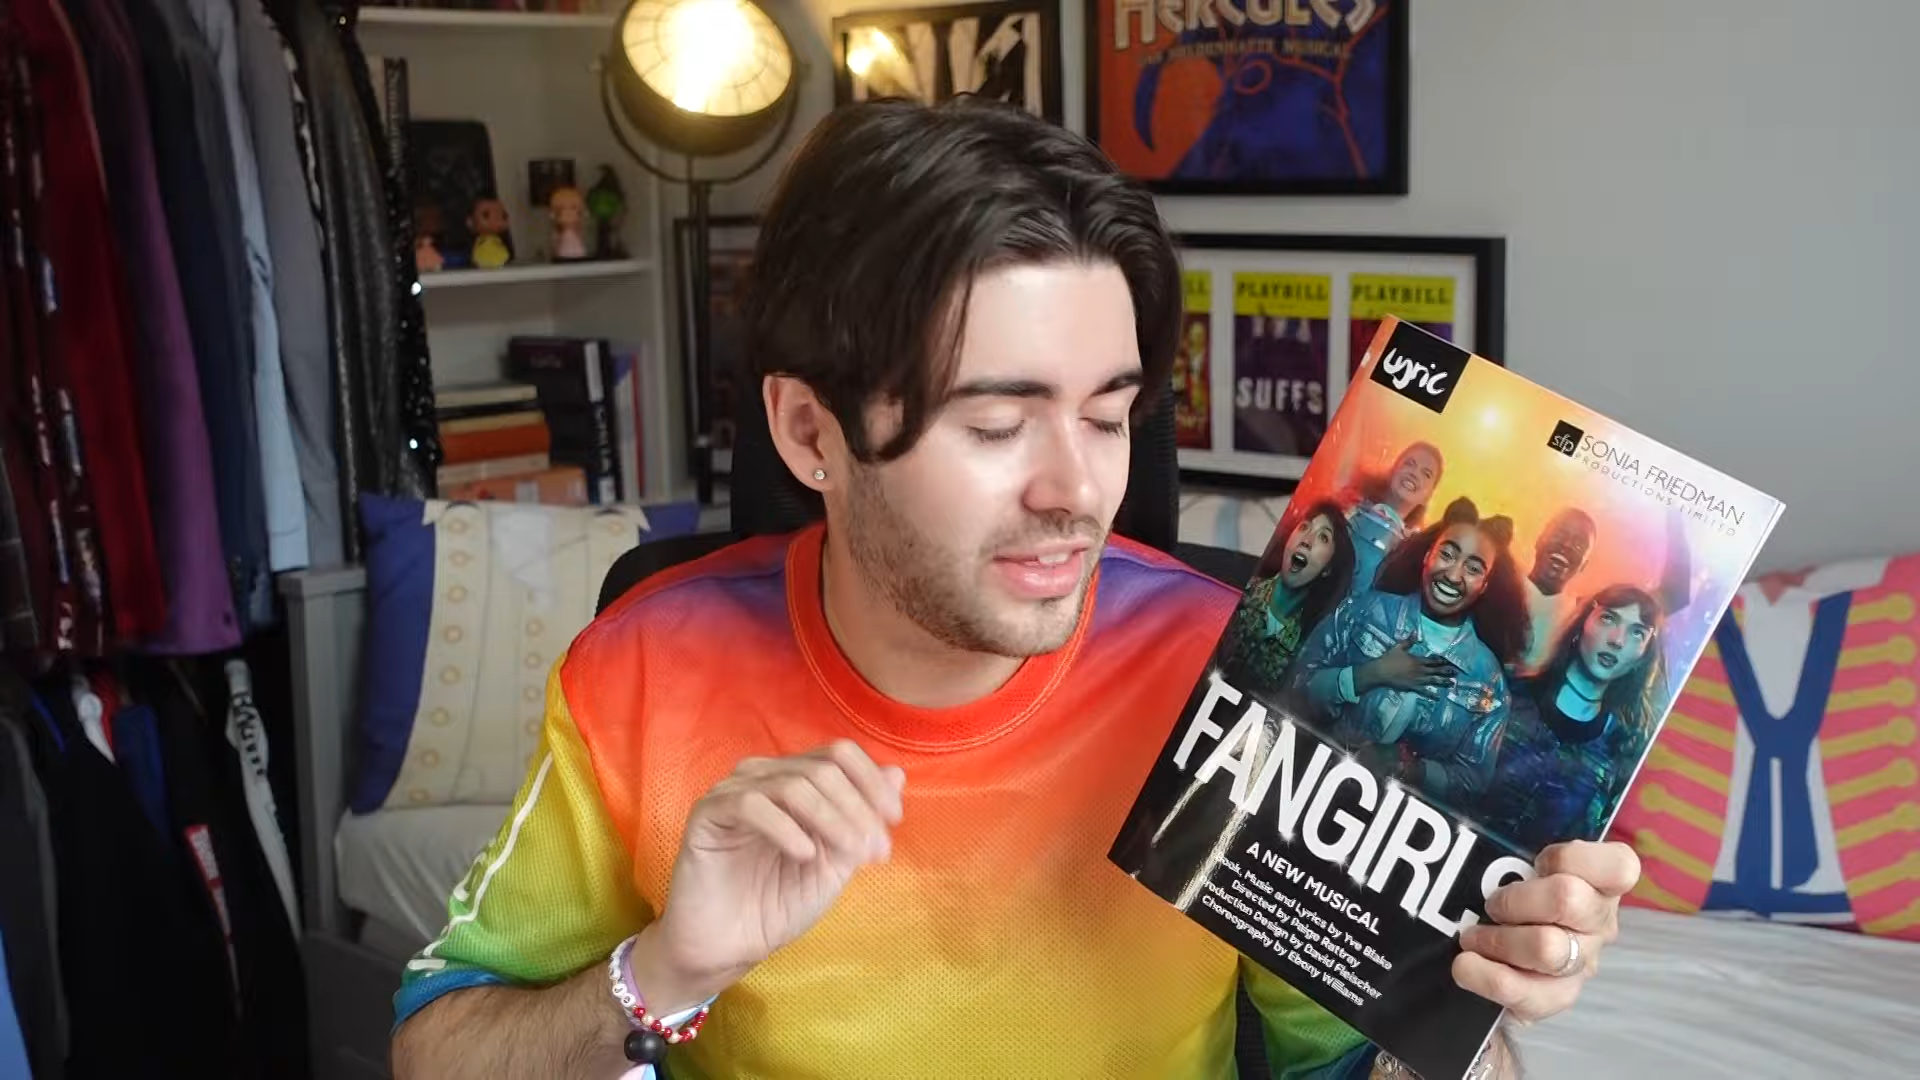 HERCULES
PLAYBILL
PLAYBILL
SUFFS
Lyric
sfp SONIA FRIEDMAN
PRODUCTIONS LIMITED
FANGIRLS
A NEW MUSICAL
Book, Music and Lyrics by Yve Blake
Directed by Paige Rattray
Production Design by David Fleischer
Choreography by Ebony Williams